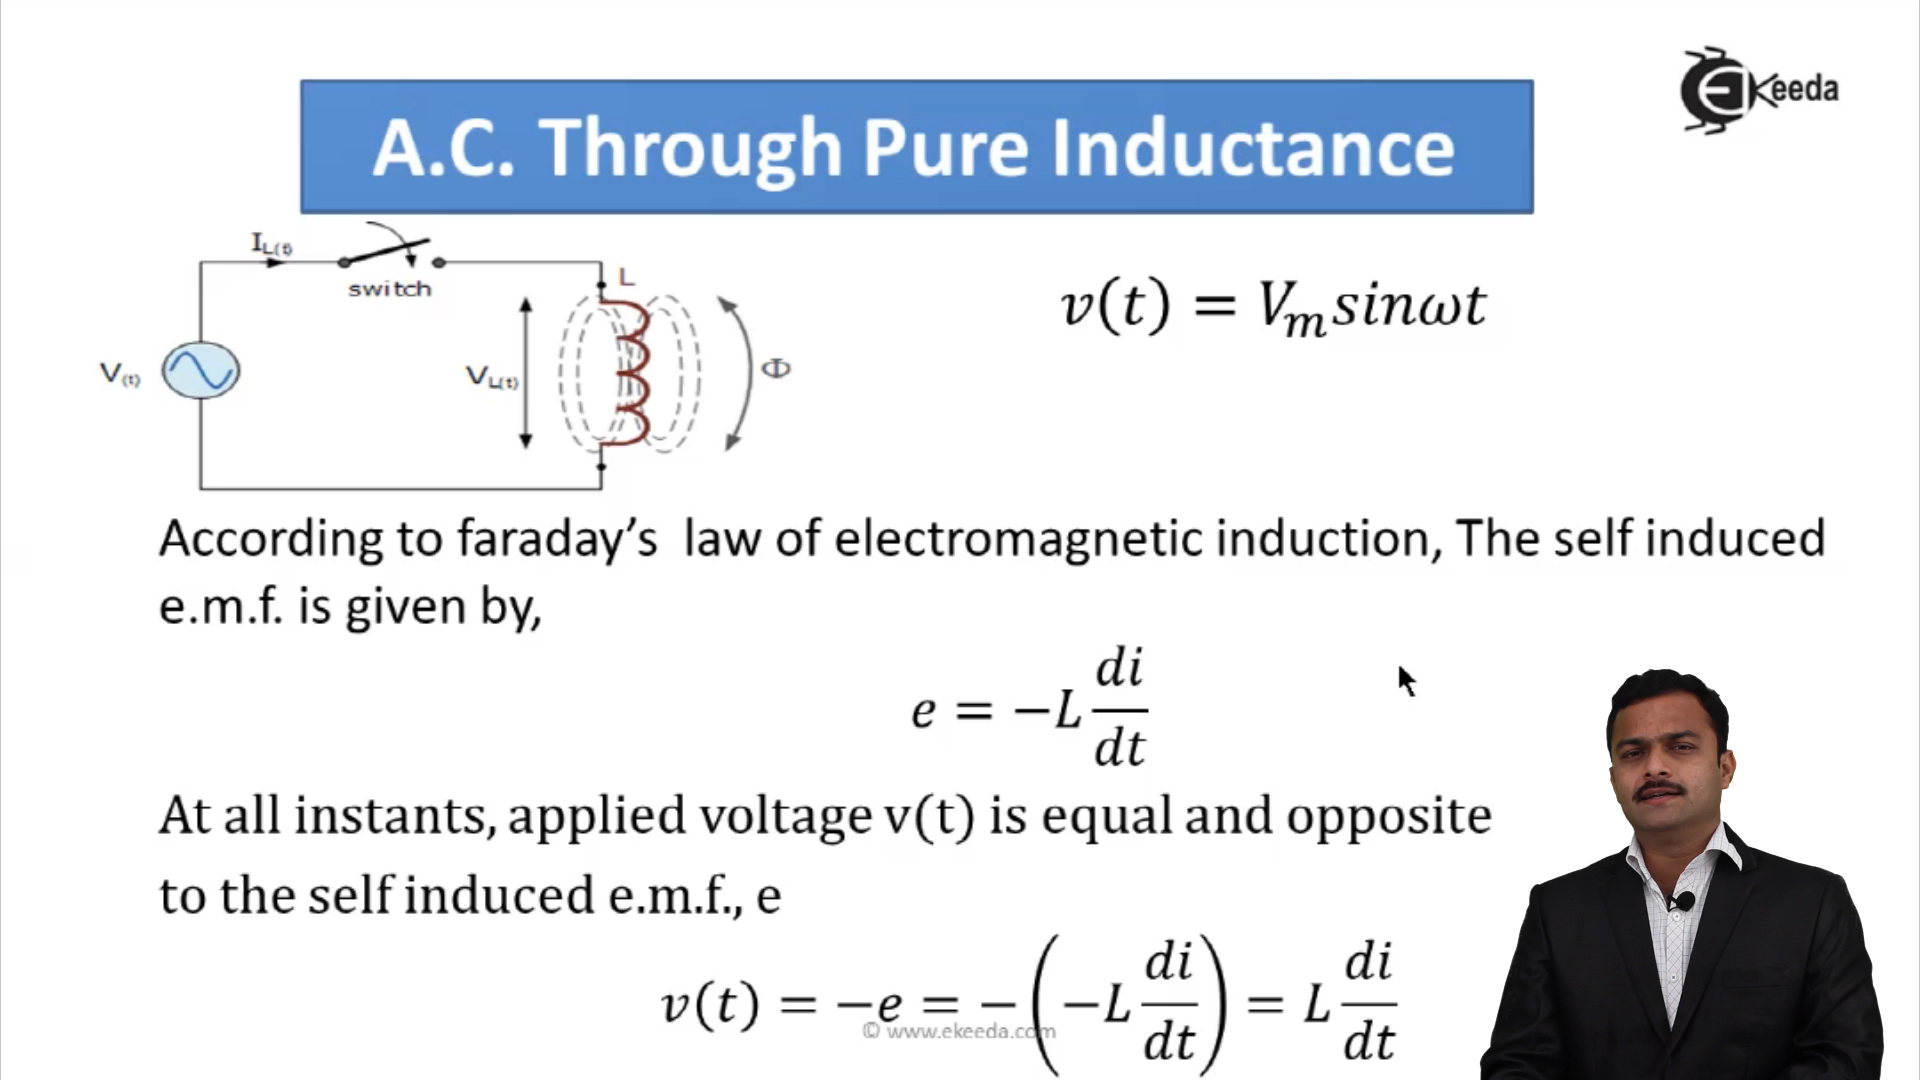 A.C. Through Pure Inductance
EKeeda
I_L(t)
switch
L
V(t)
V_L(t)
Φ
v(t) = V_m sinωt
According to faraday’s law of electromagnetic induction, The self induced
e.m.f. is given by,
e = −L di/dt
At all instants, applied voltage v(t) is equal and opposite
to the self induced e.m.f., e
v(t) = −e = −(−L di/dt) = L di/dt
© www.ekeeda.com